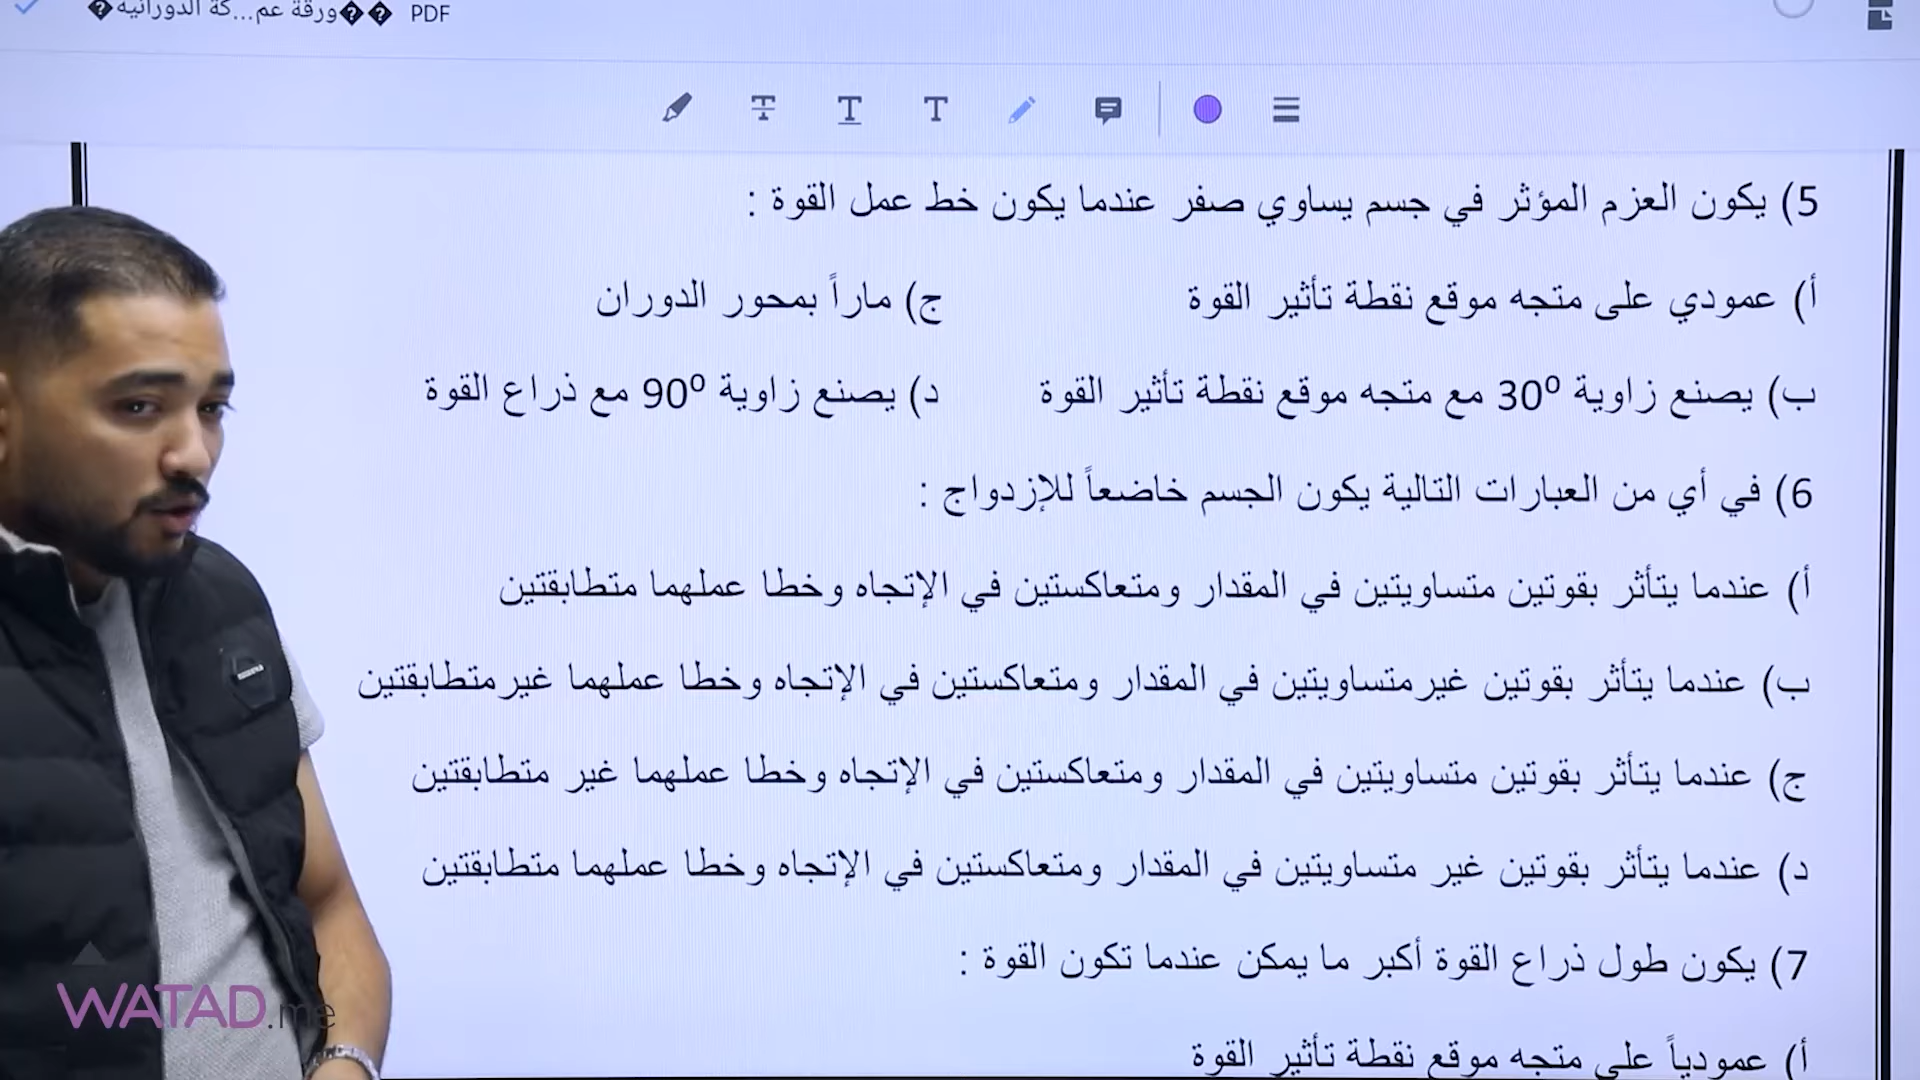 ورقة عم...كة الدورانيه PDF
5) يكون العزم المؤثر في جسم يساوي صفر عندما يكون خط عمل القوة :
أ) عمودي على متجه موقع نقطة تأثير القوة ج) ماراً بمحور الدوران
ب) يصنع زاوية 30º مع متجه موقع نقطة تأثير القوة د) يصنع زاوية 90º مع ذراع القوة
6) في أي من العبارات التالية يكون الجسم خاضعاً للإزدواج :
أ) عندما يتأثر بقوتين متساويتين في المقدار ومتعاكستين في الإتجاه وخطا عملهما متطابقتين
ب) عندما يتأثر بقوتين غيرمتساويتين في المقدار ومتعاكستين في الإتجاه وخطا عملهما غيرمتطابقتين
ج) عندما يتأثر بقوتين متساويتين في المقدار ومتعاكستين في الإتجاه وخطا عملهما غير متطابقتين
د) عندما يتأثر بقوتين غير متساويتين في المقدار ومتعاكستين في الإتجاه وخطا عملهما متطابقتين
7) يكون طول ذراع القوة أكبر ما يمكن عندما تكون القوة :
أ) عمودياً على متجه موقع نقطة تأثير القوة
WATAD.me